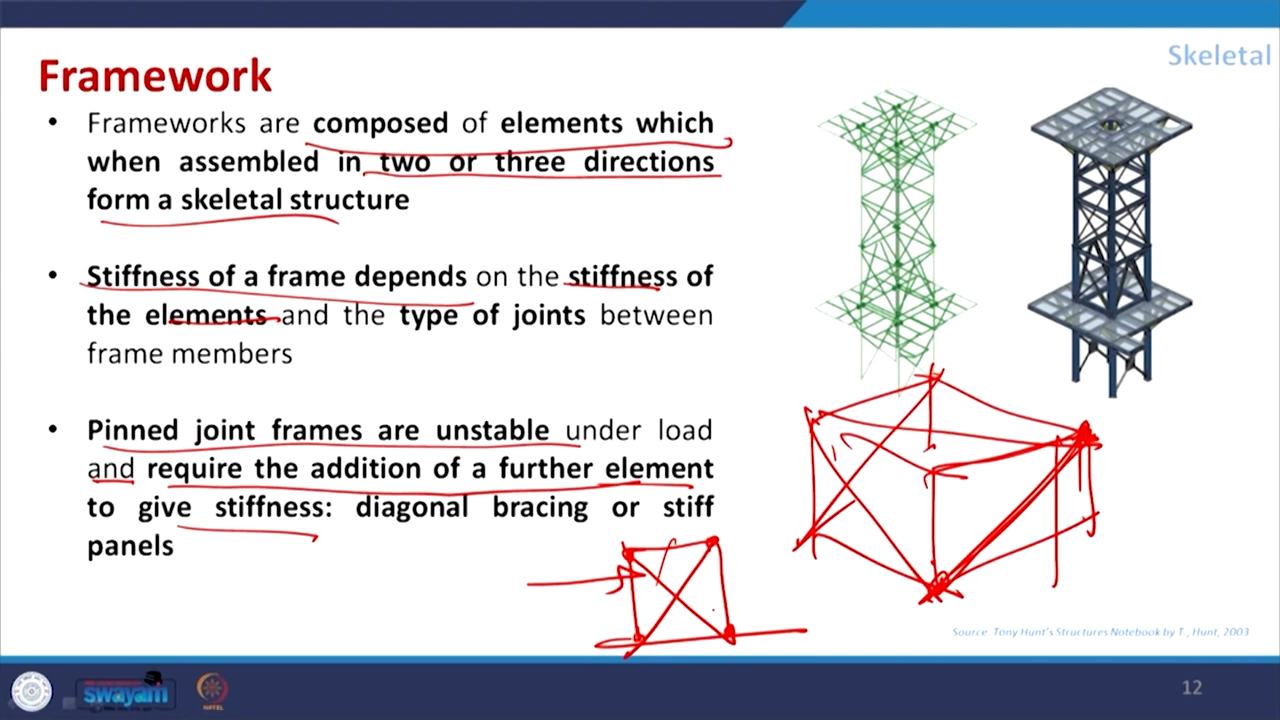 Skeletal
Framework
• Frameworks are composed of elements which
when assembled in two or three directions
form a skeletal structure
• Stiffness of a frame depends on the stiffness of
the elements and the type of joints between
frame members
• Pinned joint frames are unstable under load
and require the addition of a further element
to give stiffness: diagonal bracing or stiff
panels
Source: Tony Hunt's Structures Notebook by T., Hunt, 2003
swayam
NPTEL
12